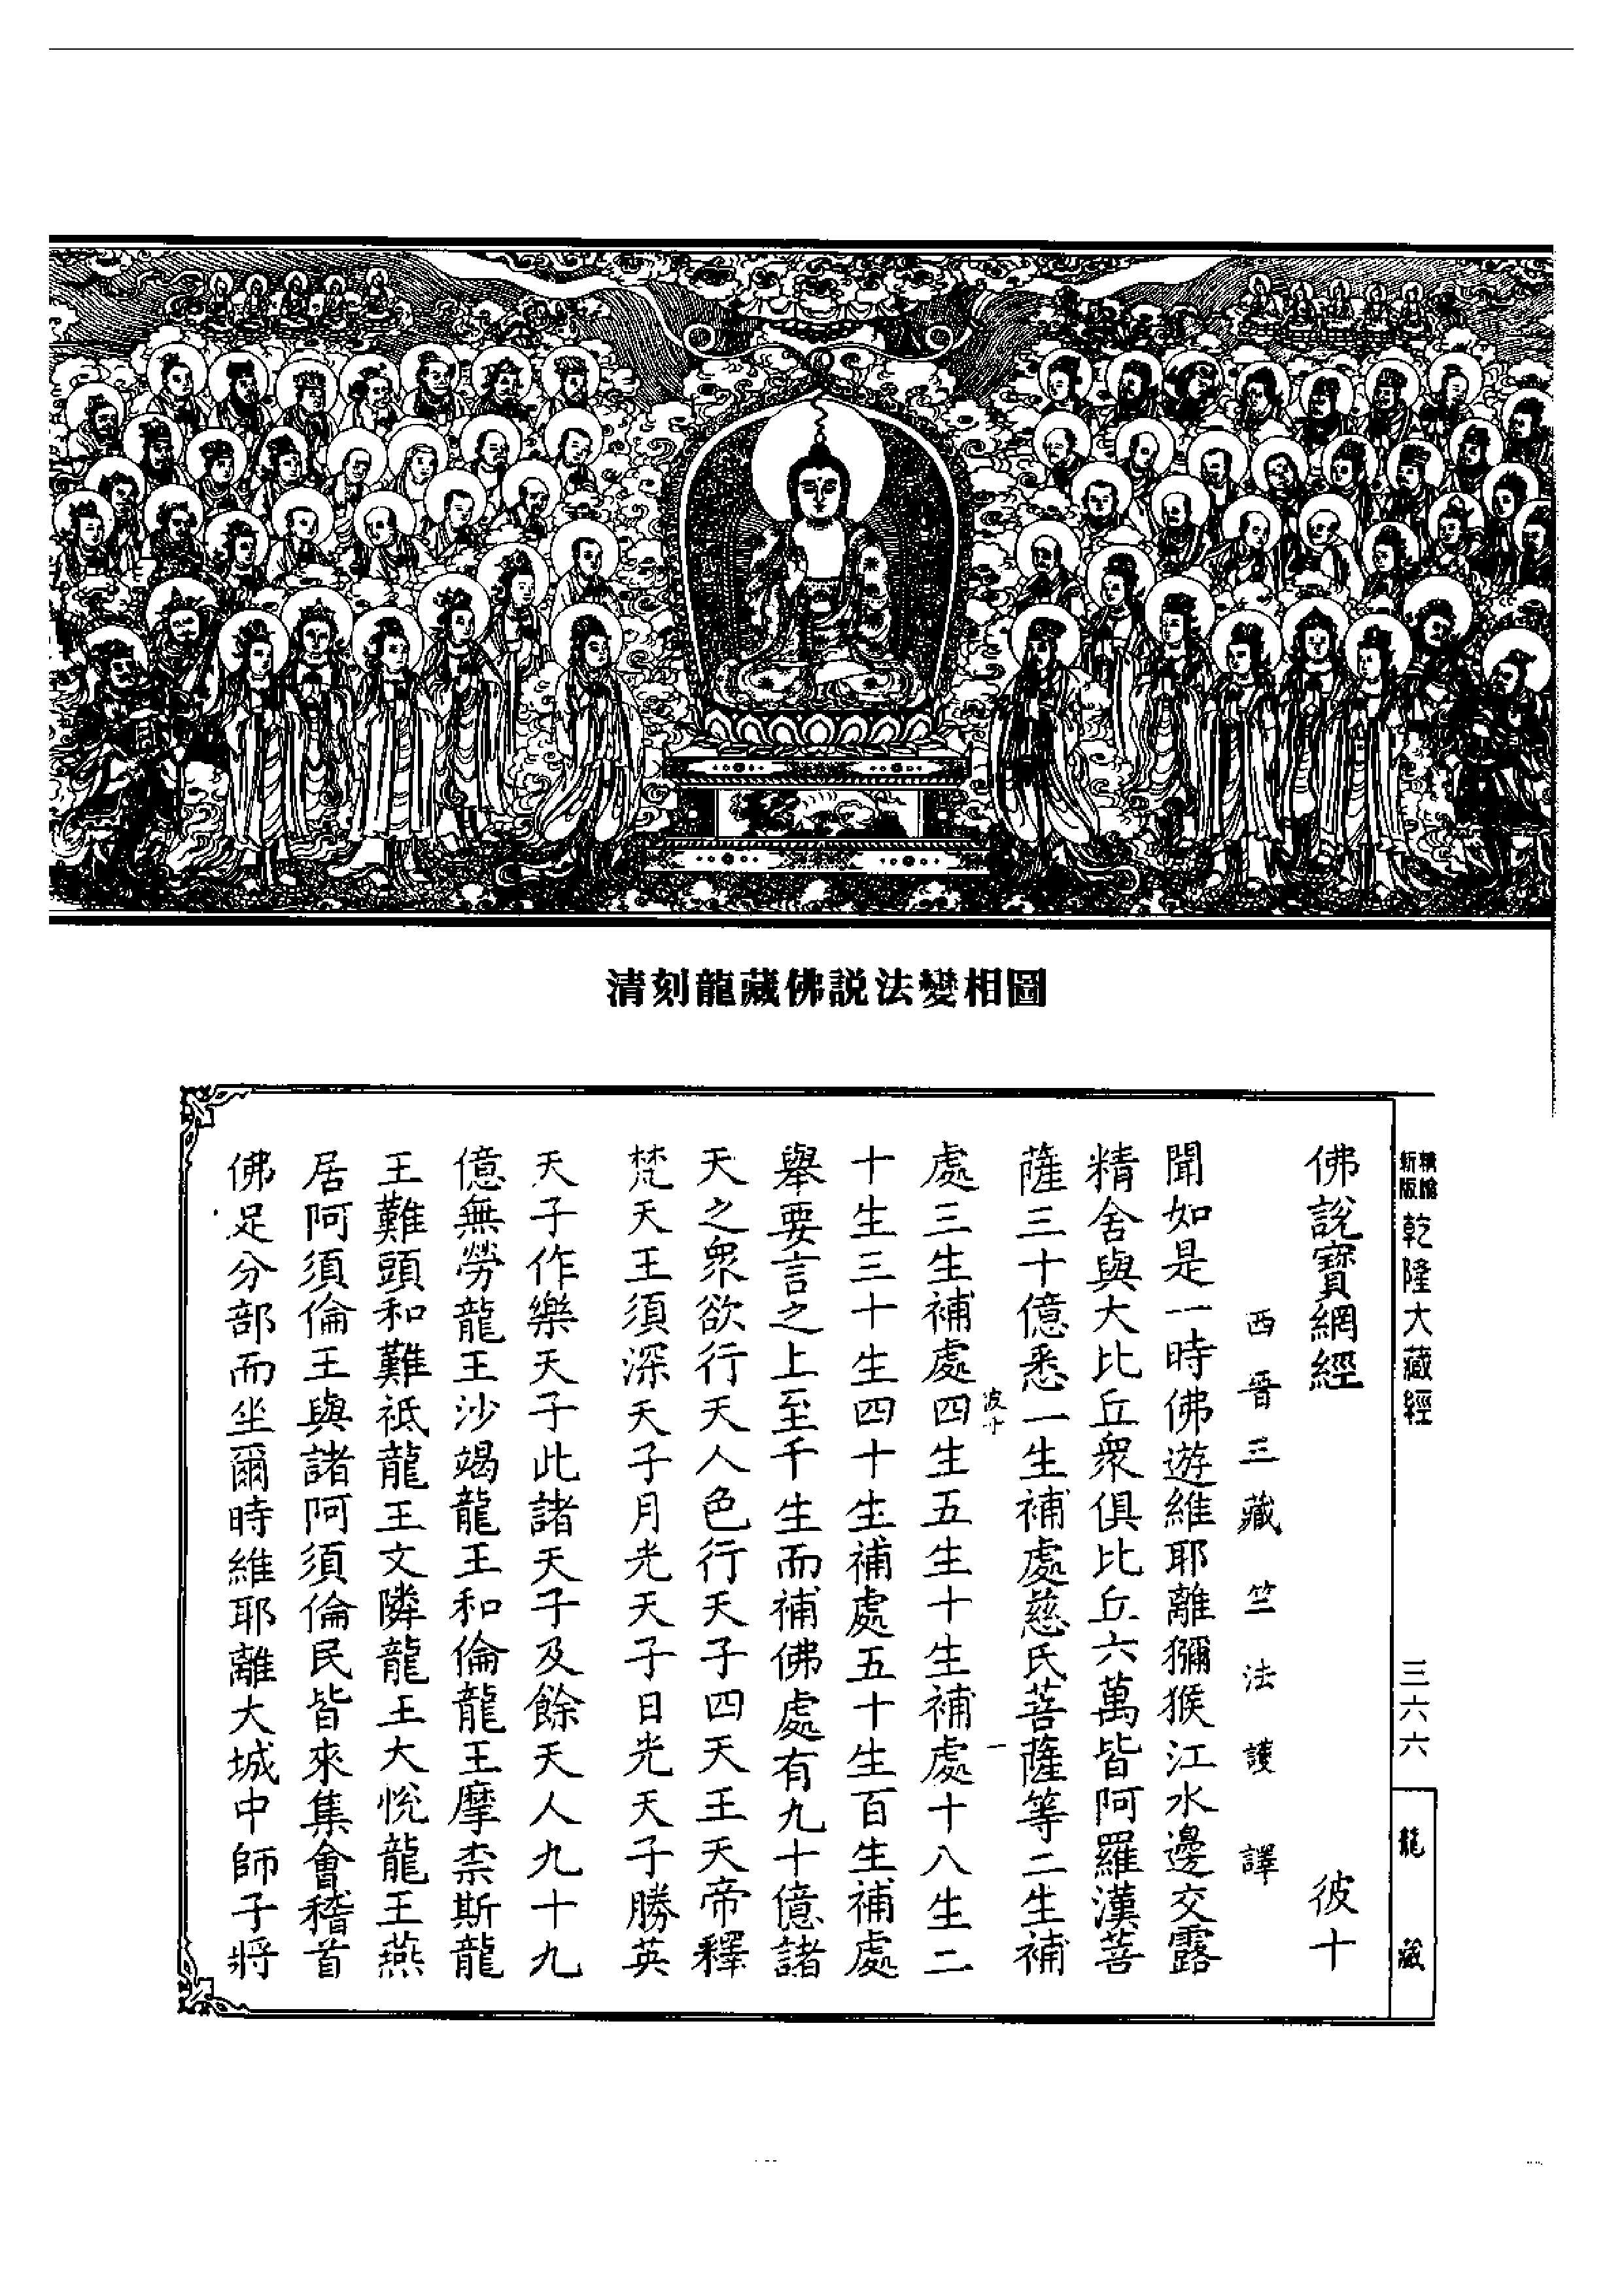 清刻龍藏佛説法變相圖
新版
乾隆大藏經
三六六
龍藏
佛説寶網經 彼十
西晉三藏竺法護譯
聞如是一時佛遊維耶離獼猴江水邊交露
精舍與大比丘衆俱比丘六萬皆阿羅漢菩
薩三十億悉一生補處慈氏菩薩等二生補
彼十 一
處三生補處四生五生十生補處十八生二
十生三十生四十生補處五十生百生補處
舉要言之上至千生而補佛處有九十億諸
天之衆欲行天人色行天子四天王天帝釋
梵天王須深天子月光天子日光天子勝英
天子作樂天子此諸天子及餘天人九十九
億無勞龍王沙竭龍王和倫龍王摩柰斯龍
王難頭和難祇龍王文隣龍王大悅龍王燕
居阿須倫王與諸阿須倫民皆來集會稽首
佛足分部而坐爾時維耶離大城中師子將